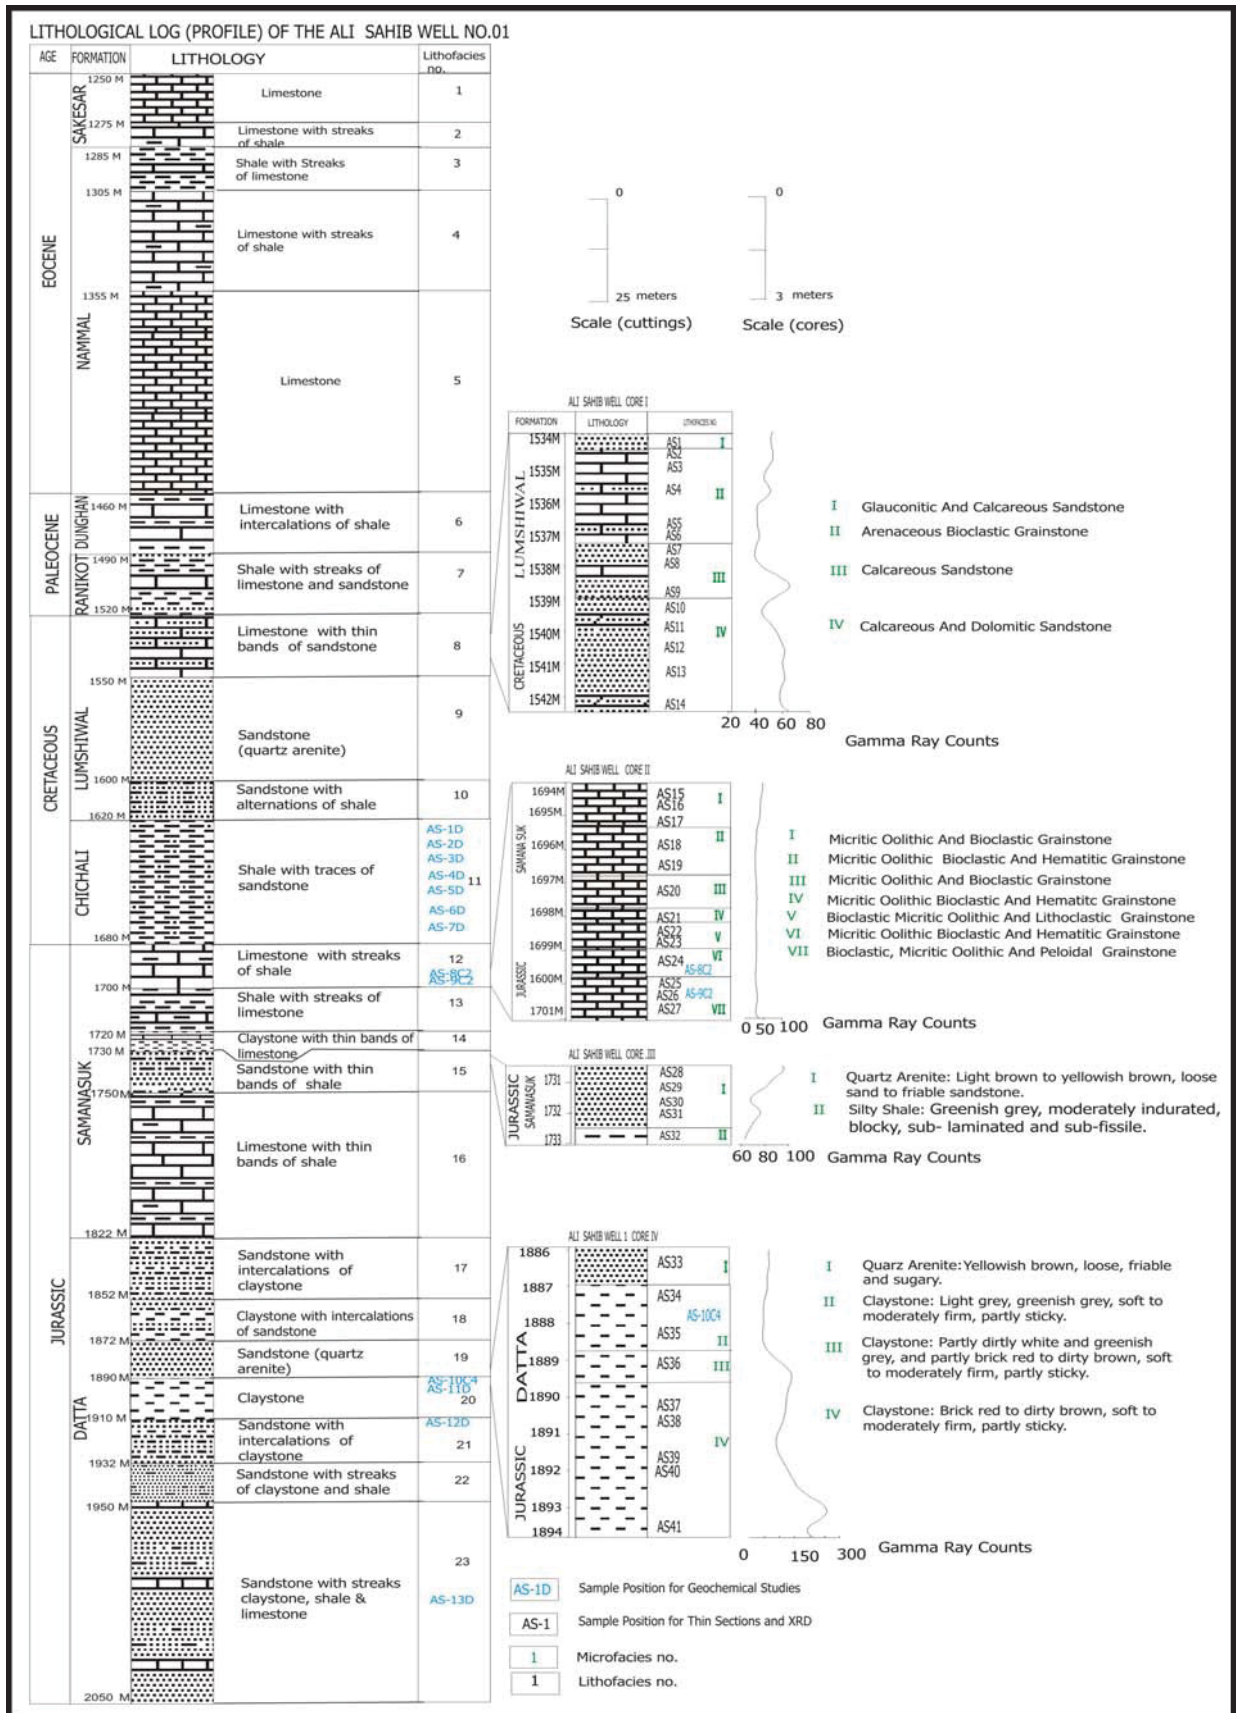 LITHOLOGICAL LOG (PROFILE) OF THE ALI SAHIB WELL NO.01
AGE FORMATION LITHOLOGY Lithofacies
no.
EOCENE
PALEOCENE
CRETACEOUS
JURASSIC
SAKESAR
NAMMAL
DUNGHAN
RANIKOT
LUMSHIWAL
CHICHALI
SAMANASUK
DATTA
1250 M
Limestone 1
1275 M
Limestone with streaks
of shale 2
1285 M
Shale with Streaks
of limestone 3
1305 M
Limestone with streaks
of shale 4
1355 M
Limestone 5
1460 M
Limestone with
intercalations of shale 6
1490 M
Shale with streaks of
limestone and sandstone 7
1520 M
Limestone with thin
bands of sandstone 8
1550 M
Sandstone
(quartz arenite) 9
1600 M
Sandstone with
alternations of shale 10
1620 M
Shale with traces of
sandstone 11
AS-1D
AS-2D
AS-3D
AS-4D
AS-5D
AS-6D
AS-7D
1680 M
Limestone with streaks
of shale 12
AS-8C2
AS-9C2
1700 M
Shale with streaks of
limestone 13
1720 M
Claystone with thin bands of
limestone 14
1730 M
Sandstone with thin
bands of shale 15
1750M
Limestone with thin
bands of shale 16
1822 M
Sandstone with
intercalations of
claystone 17
1852 M
Claystone with intercalations
of sandstone 18
1872 M
Sandstone (quartz
arenite) 19
1890 M
AS-10C4
AS-11D
Claystone 20
1910 M
AS-12D
Sandstone with
intercalations of
claystone 21
1932 M
Sandstone with streaks
of claystone and shale 22
1950 M
Sandstone with streaks
claystone, shale &
limestone 23
AS-13D
2050 M
0
25 meters
Scale (cuttings)
0
3 meters
Scale (cores)
ALI SAHIB WELL CORE I
FORMATION LITHOLOGY LITHOFACIES NO.
CRETACEOUS LUMSHIWAL
1534M
1535M
1536M
1537M
1538M
1539M
1540M
1541M
1542M
AS1 I
AS2
AS3
AS4 II
AS5
AS6
AS7
AS8
III
AS9
AS10
AS11 IV
AS12
AS13
AS14
20 40 60 80
Gamma Ray Counts
I Glauconitic And Calcareous Sandstone
II Arenaceous Bioclastic Grainstone
III Calcareous Sandstone
IV Calcareous And Dolomitic Sandstone
ALI SAHIB WELL CORE II
JURASSIC SAMANA SUK
1694M
1695M
1696M
1697M
1698M
1699M
1600M
1701M
AS15 I
AS16
AS17
II
AS18
AS19
AS20 III
AS21 IV
AS22
AS23 V
AS24 VI
AS-8C2
AS25
AS26 AS-9C2
AS27 VII
0 50 100 Gamma Ray Counts
I Micritic Oolithic And Bioclastic Grainstone
II Micritic Oolithic Bioclastic And Hematitic Grainstone
III Micritic Oolithic And Bioclastic Grainstone
IV Micritic Oolithic Bioclastic And Hematitc Grainstone
V Bioclastic Micritic Oolithic And Lithoclastic Grainstone
VI Micritic Oolithic Bioclastic And Hematitic Grainstone
VII Bioclastic, Micritic Oolithic And Peloidal Grainstone
ALI SAHIB WELL CORE .III
JURASSIC SAMANASUK
1731
1732
1733
AS28
AS29 I
AS30
AS31
AS32 II
60 80 100 Gamma Ray Counts
I Quartz Arenite: Light brown to yellowish brown, loose
sand to friable sandstone.
II Silty Shale: Greenish grey, moderately indurated,
blocky, sub- laminated and sub-fissile.
ALI SAHIB WELL 1 CORE IV
JURASSIC DATTA
1886
1887
1888
1889
1890
1891
1892
1893
1894
AS33 I
AS34
AS-10C4
AS35 II
AS36 III
AS37
AS38
IV
AS39
AS40
AS41
0 150 300 Gamma Ray Counts
I Quarz Arenite:Yellowish brown, loose, friable
and sugary.
II Claystone: Light grey, greenish grey, soft to
moderately firm, partly sticky.
III Claystone: Partly dirtly white and greenish
grey, and partly brick red to dirty brown, soft
to moderately firm, partly sticky.
IV Claystone: Brick red to dirty brown, soft to
moderately firm, partly sticky.
AS-1D Sample Position for Geochemical Studies
AS-1 Sample Position for Thin Sections and XRD
1 Microfacies no.
1 Lithofacies no.